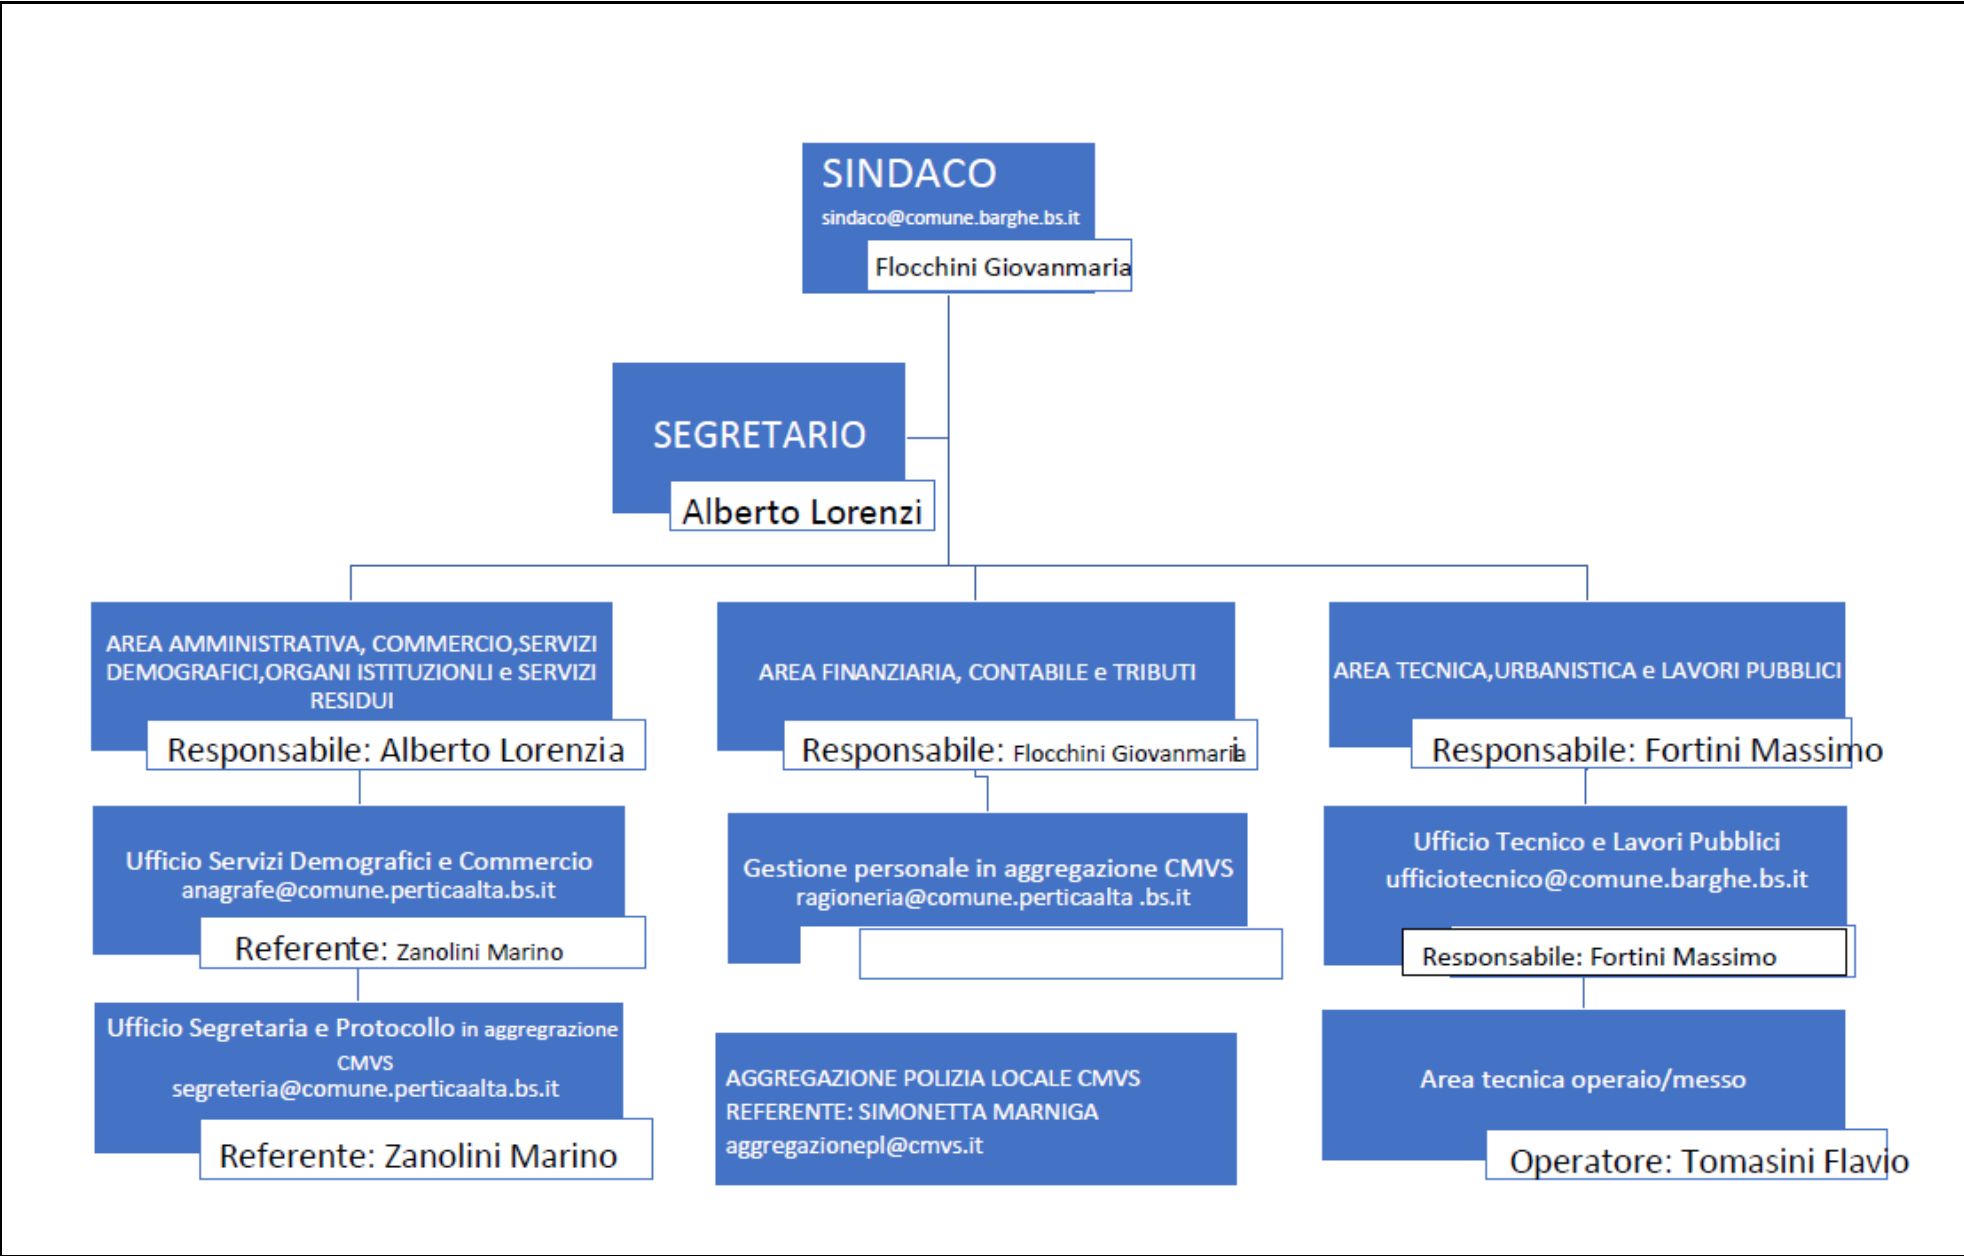 SINDACO
sindaco@comune.barghe.bs.it
Flocchini Giovanmaria
SEGRETARIO
Alberto Lorenzi
AREA AMMINISTRATIVA, COMMERCIO,SERVIZI
DEMOGRAFICI,ORGANI ISTITUZIONLI e SERVIZI
RESIDUI
Responsabile: Alberto Lorenzia
Ufficio Servizi Demografici e Commercio
anagrafe@comune.perticaalta.bs.it
Referente: Zanolini Marino
Ufficio Segretaria e Protocollo in aggregrazione
CMVS
segreteria@comune.perticaalta.bs.it
Referente: Zanolini Marino
AREA FINANZIARIA, CONTABILE e TRIBUTI
Responsabile: Flocchini Giovanmaria
Gestione personale in aggregazione CMVS
ragioneria@comune.perticaalta .bs.it
AGGREGAZIONE POLIZIA LOCALE CMVS
REFERENTE: SIMONETTA MARNIGA
aggregazionepl@cmvs.it
AREA TECNICA,URBANISTICA e LAVORI PUBBLICI
Responsabile: Fortini Massimo
Ufficio Tecnico e Lavori Pubblici
ufficiotecnico@comune.barghe.bs.it
Responsabile: Fortini Massimo
Area tecnica operaio/messo
Operatore: Tomasini Flavio